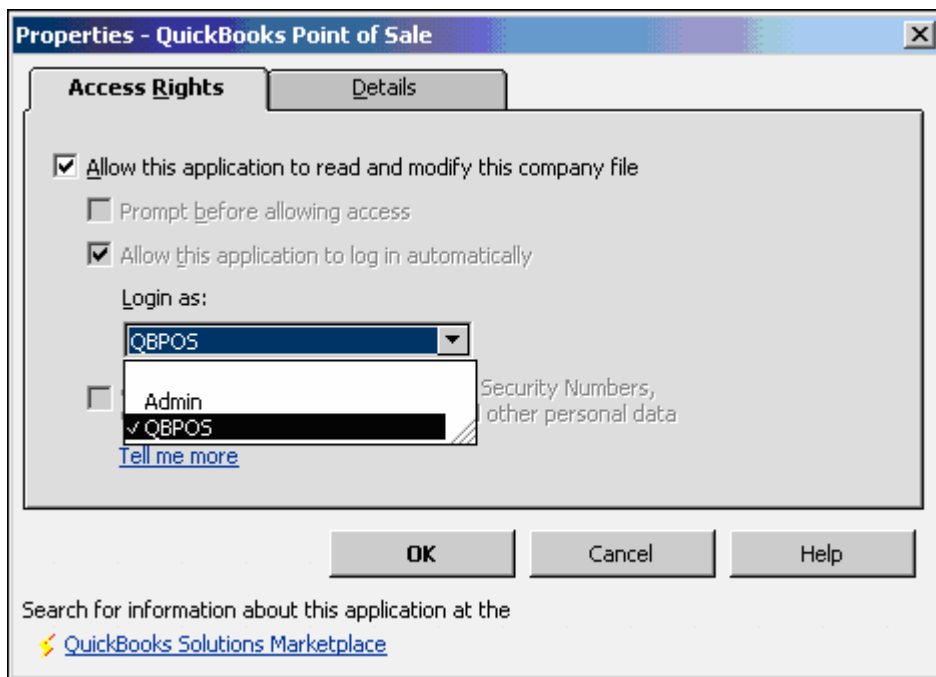 Properties - QuickBooks Point of Sale
Access Rights
Details
Allow this application to read and modify this company file
Prompt before allowing access
Allow this application to log in automatically
Login as:
QBPOS
Admin
Security Numbers,
QBPOS
other personal data
Tell me more
OK Cancel Help
Search for information about this application at the
QuickBooks Solutions Marketplace